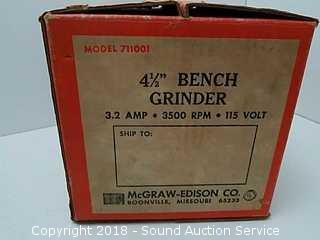 MODEL 711001
4½" BENCH
GRINDER
3.2 AMP • 3500 RPM • 115 VOLT
SHIP TO:
McGRAW-EDISON CO.
BOONVILLE, MISSOURI 65233
Copyright 2018 - Sound Auction Service